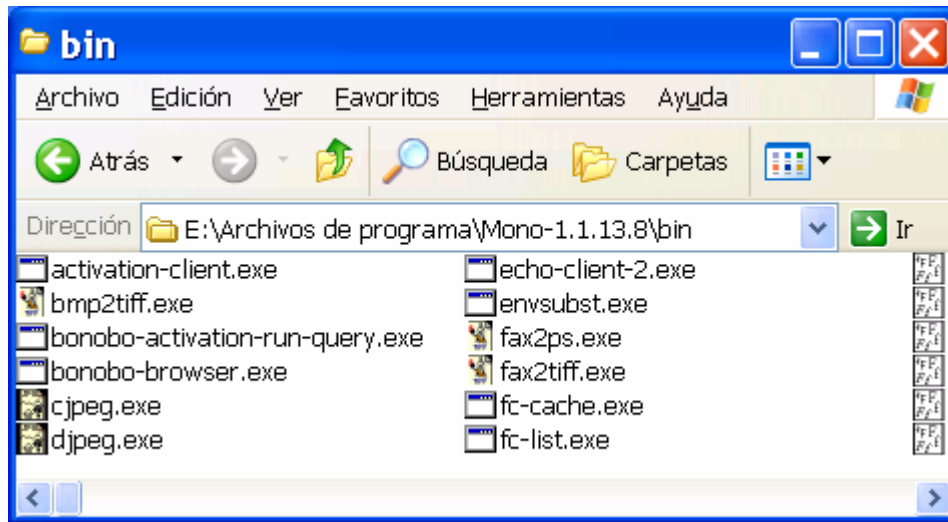 bin
Archivo Edición Ver Favoritos Herramientas Ayuda
Atrás Búsqueda Carpetas
Dirección E:\Archivos de programa\Mono-1.1.13.8\bin Ir
activation-client.exe echo-client-2.exe
bmp2tiff.exe envsubst.exe
bonobo-activation-run-query.exe fax2ps.exe
bonobo-browser.exe fax2tiff.exe
cjpeg.exe fc-cache.exe
djpeg.exe fc-list.exe